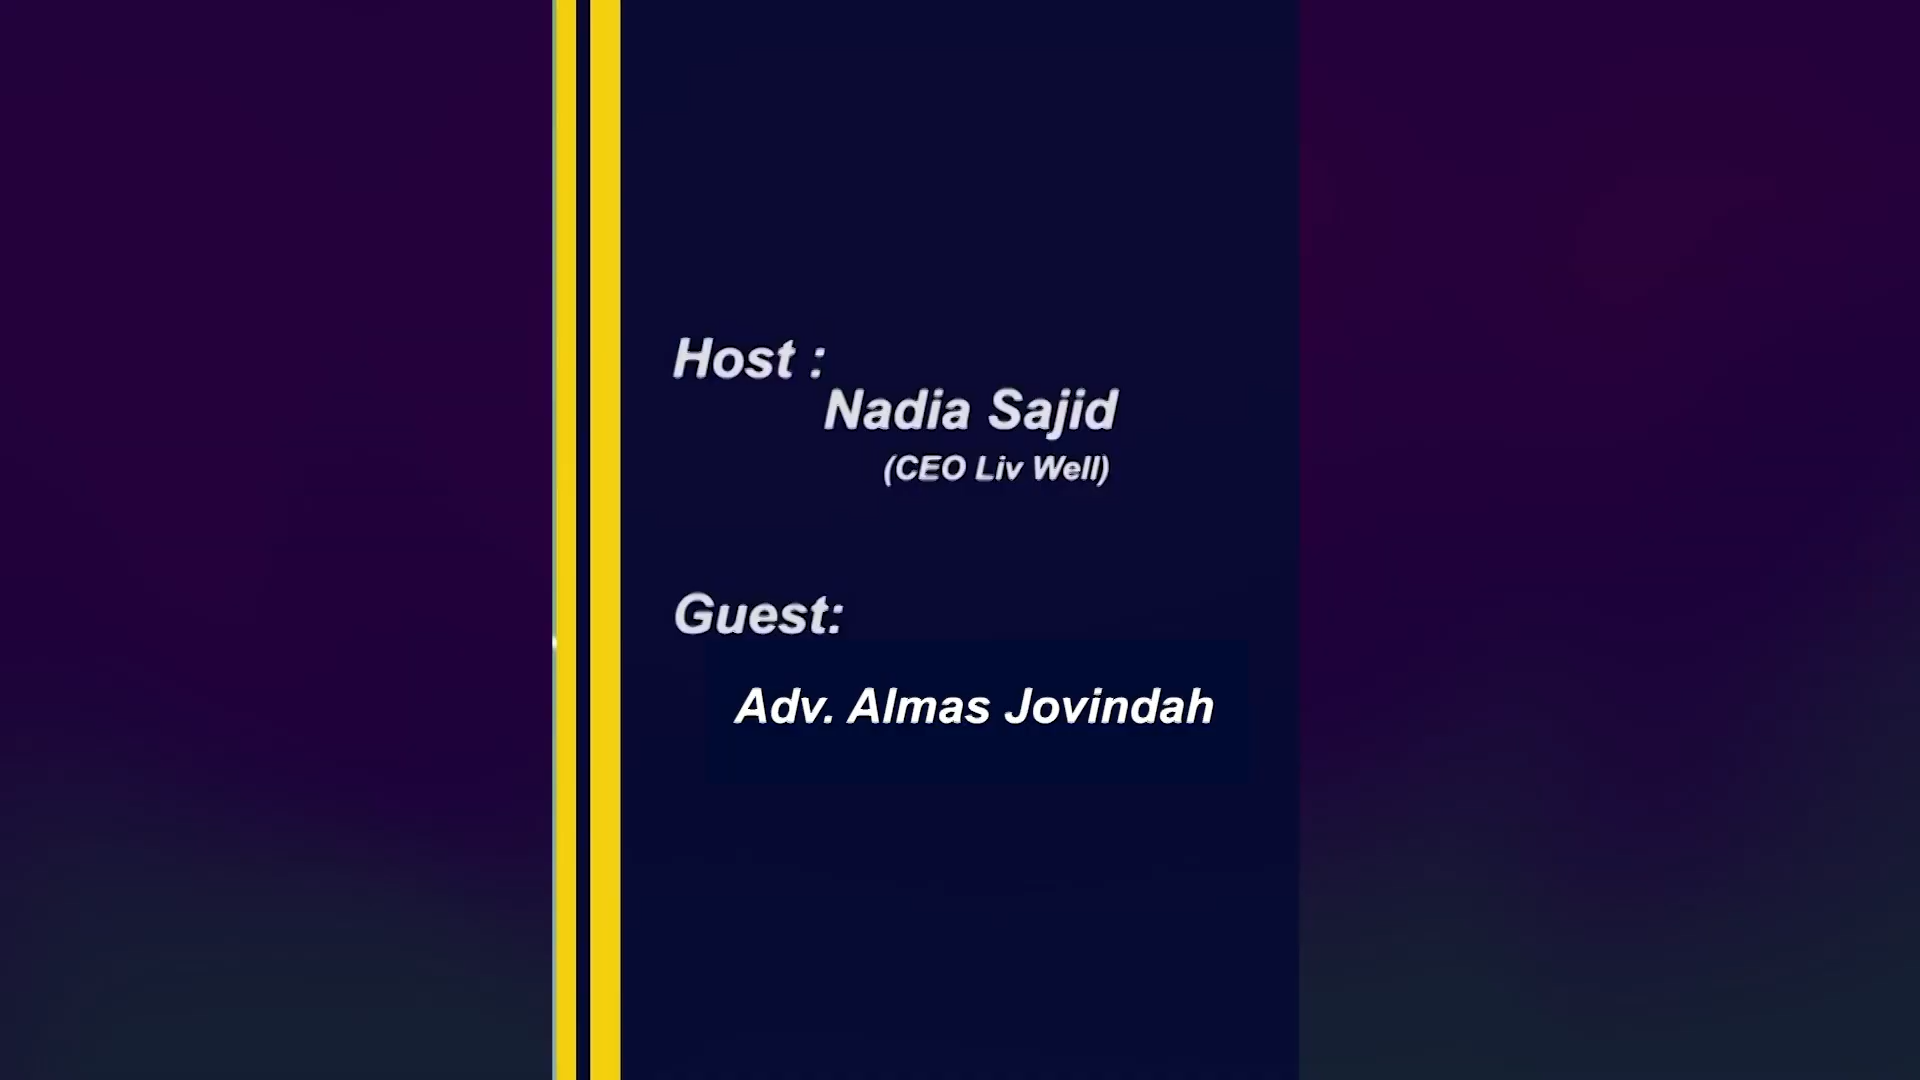 Host :
Nadia Sajid
(CEO Liv Well)
Guest:
Adv. Almas Jovindah